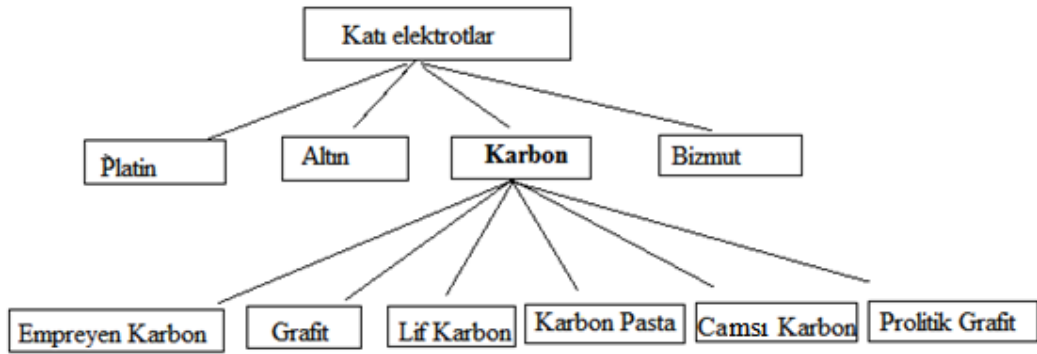 Katı elektrotlar
Platin
Altın
Karbon
Bizmut
Empreyen Karbon
Grafit
Lif Karbon
Karbon Pasta
Camsı Karbon
Prolitik Grafit